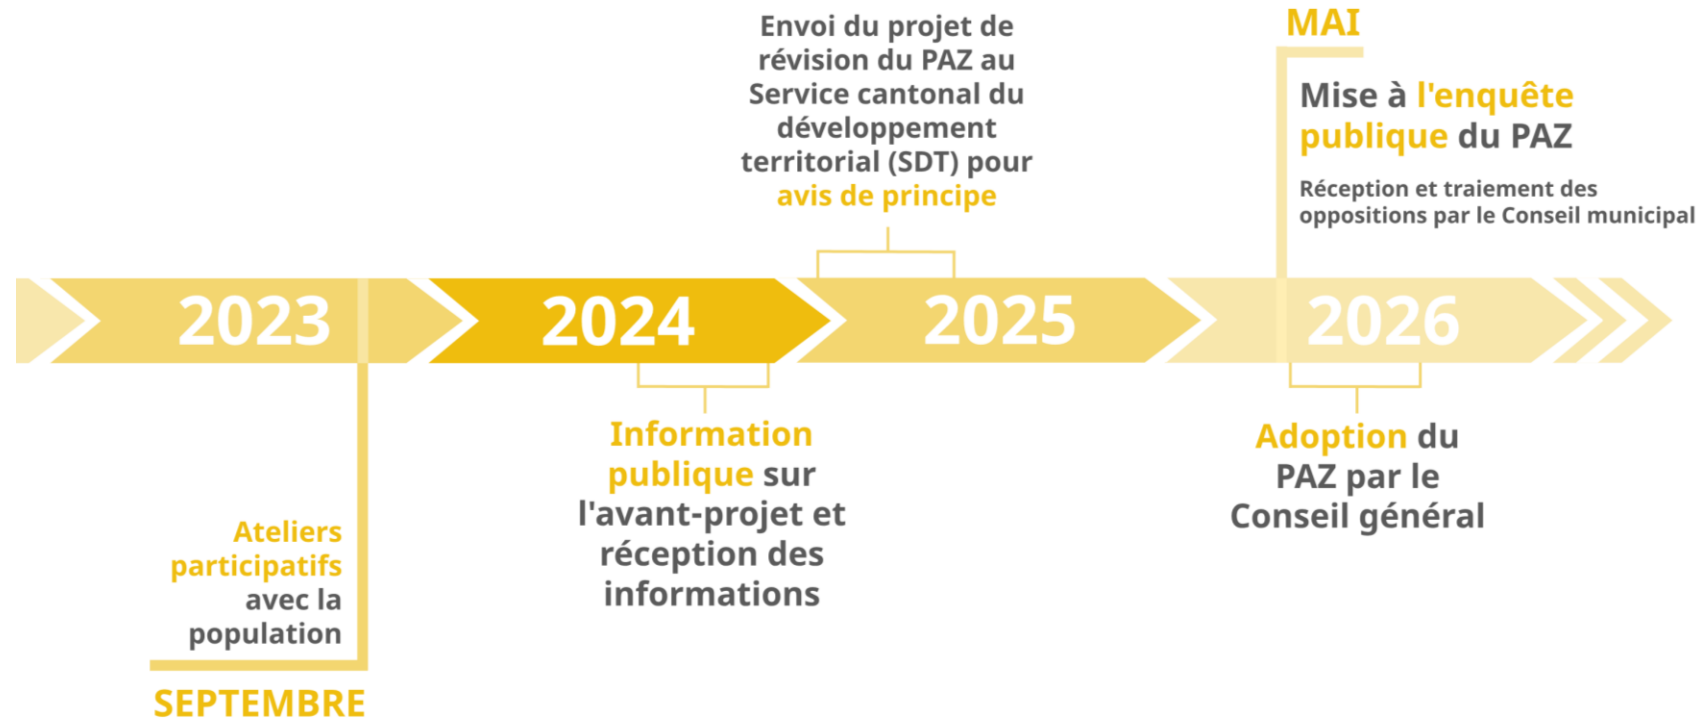 Envoi du projet de
révision du PAZ au
Service cantonal du
développement
territorial (SDT) pour
avis de principe
MAI
Mise à l'enquête
publique du PAZ
Réception et traiement des
oppositions par le Conseil municipal
2023
2024
2025
2026
Ateliers
participatifs
avec la
population
SEPTEMBRE
Information
publique sur
l'avant-projet et
réception des
informations
Adoption du
PAZ par le
Conseil général